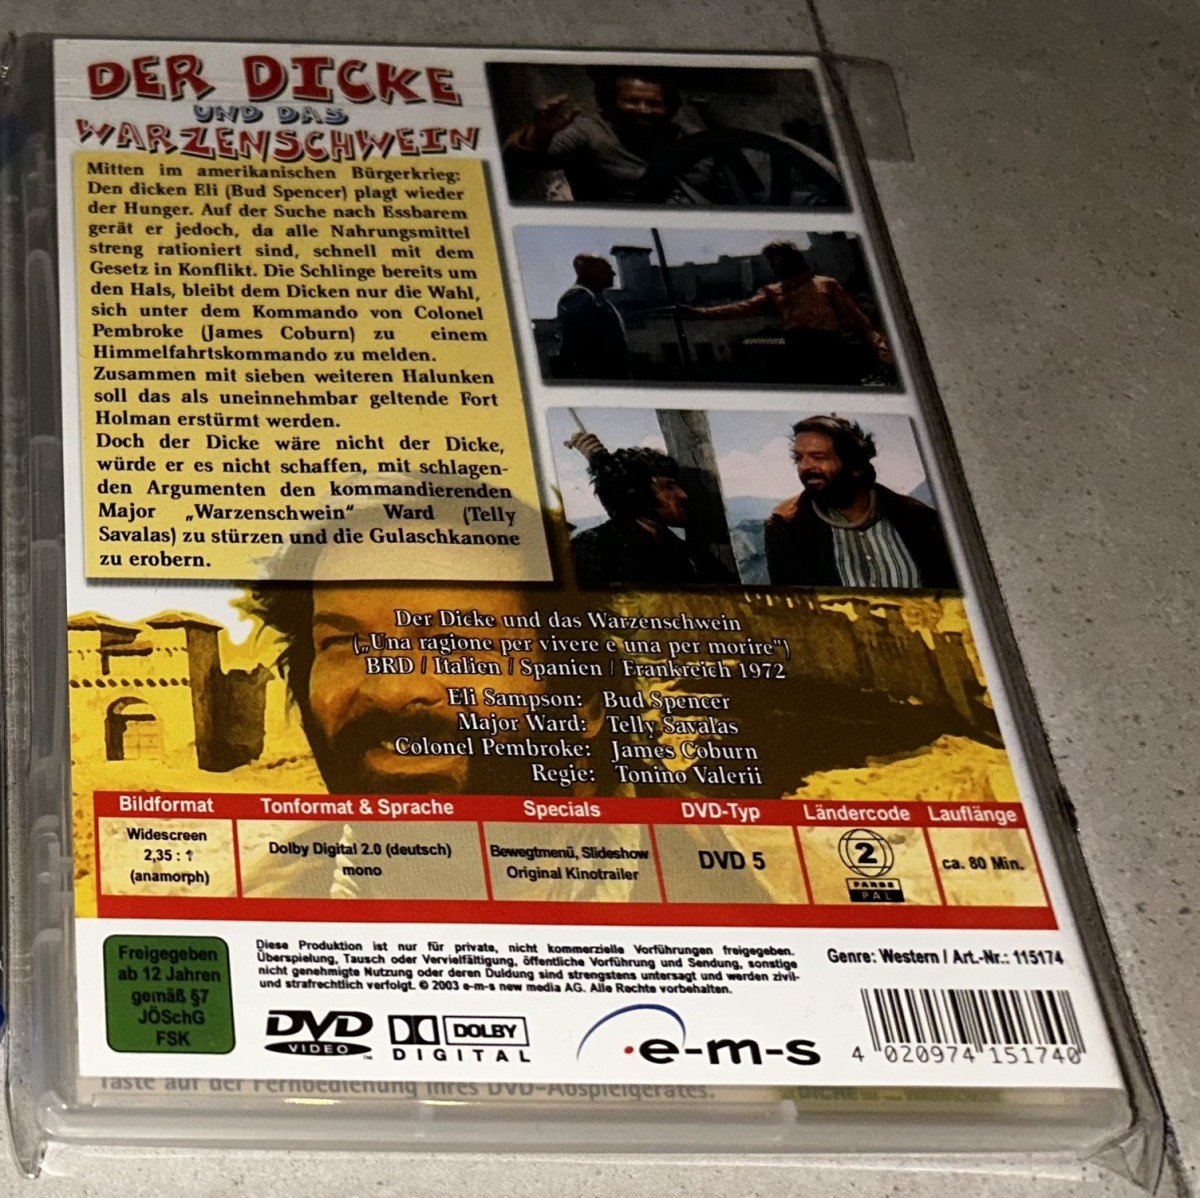 DER DICKE
UND DAS
WARZENSCHWEIN
Mitten im amerikanischen Bürgerkrieg:
Den dicken Eli (Bud Spencer) plagt wieder
der Hunger. Auf der Suche nach Essbarem
gerät er jedoch, da alle Nahrungsmittel
streng rationiert sind, schnell mit dem
Gesetz in Konflikt. Die Schlinge bereits um
den Hals, bleibt dem Dicken nur die Wahl,
sich unter dem Kommando von Colonel
Pembroke (James Coburn) zu einem
Himmelfahrtskommando zu melden.
Zusammen mit sieben weiteren Halunken
soll das als uneinnehmbar geltende Fort
Holman erstürmt werden.
Doch der Dicke wäre nicht der Dicke,
würde er es nicht schaffen, mit schlagen-
den Argumenten den kommandierenden
Major „Warzenschwein" Ward (Telly
Savalas) zu stürzen und die Gulaschkanone
zu erobern.
Der Dicke und das Warzenschwein
(„Una ragione per vivere e una per morire")
BRD / Italien / Spanien / Frankreich 1972
Eli Sampson: Bud Spencer
Major Ward: Telly Savalas
Colonel Pembroke: James Coburn
Regie: Tonino Valerii
Bildformat Tonformat & Sprache Specials DVD-Typ Ländercode Lauflänge
Widescreen
2,35 : 1
(anamorph)
Dolby Digital 2.0 (deutsch)
mono
Bewegtmenü, Slideshow
Original Kinotrailer
DVD 5
2
FARBE
PAL
ca. 80 Min.
Freigegeben
ab 12 Jahren
gemäß §7
JÖSchG
FSK
Diese Produktion ist nur für private, nicht kommerzielle Vorführungen freigegeben.
Überspielung, Tausch oder Vervielfältigung, öffentliche Vorführung und Sendung, sonstige
nicht genehmigte Nutzung oder deren Duldung sind strengstens untersagt und werden zivil-
und strafrechtlich verfolgt. © 2003 e-m-s new media AG. Alle Rechte vorbehalten.
Genre: Western / Art.-Nr.: 115174
DVD
VIDEO
TM
DOLBY
DIGITAL
e-m-s
4 020974 151740
Taste auf der Fernbedienung Ihres DVD-Abspielgerätes.